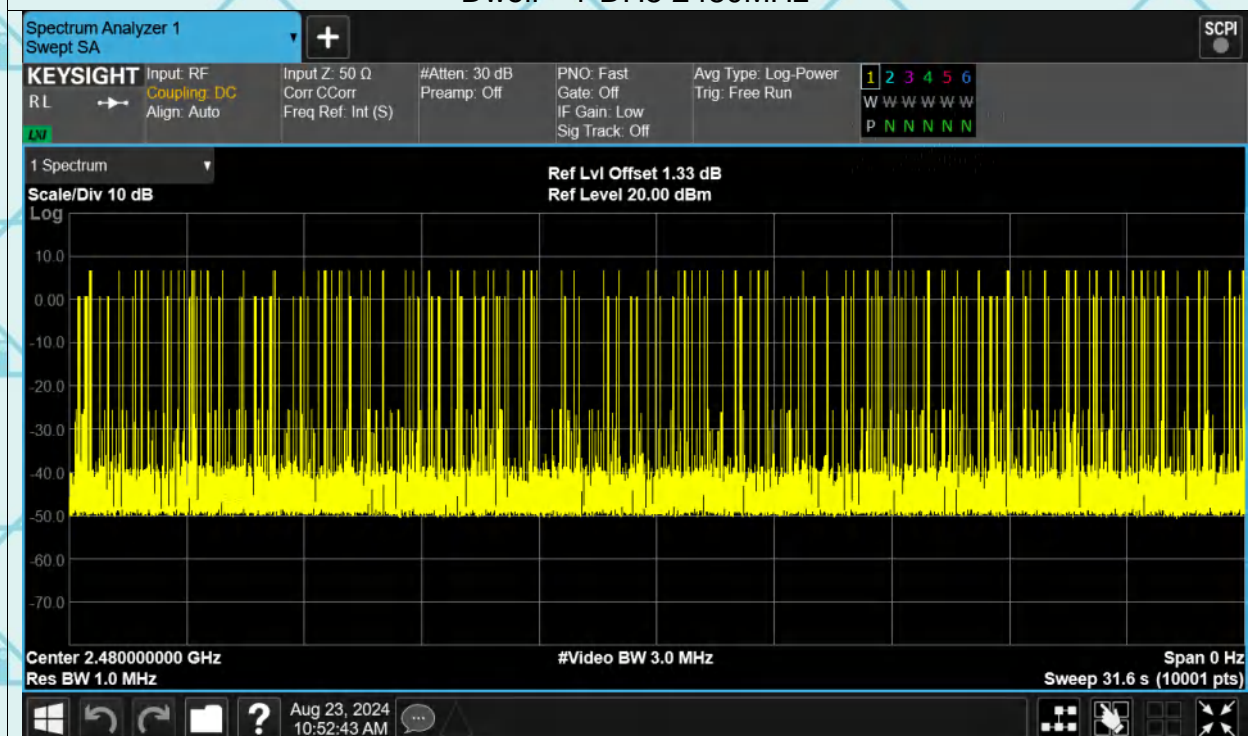 Spectrum Analyzer 1
Swept SA
+
SCPI
KEYSIGHT
RL
LXI
Input: RF
Coupling: DC
Align: Auto
Input Z: 50 Ω
Corr CCorr
Freq Ref: Int (S)
#Atten: 30 dB
Preamp: Off
PNO: Fast
Gate: Off
IF Gain: Low
Sig Track: Off
Avg Type: Log-Power
Trig: Free Run
1 2 3 4 5 6
W W W W W W
P N N N N N
1 Spectrum
Scale/Div 10 dB
Ref Lvl Offset 1.33 dB
Ref Level 20.00 dBm
Log
10.0
0.00
-10.0
-20.0
-30.0
-40.0
-50.0
-60.0
-70.0
Center 2.480000000 GHz
#Video BW 3.0 MHz
Span 0 Hz
Res BW 1.0 MHz
Sweep 31.6 s (10001 pts)
?
Aug 23, 2024
10:52:43 AM